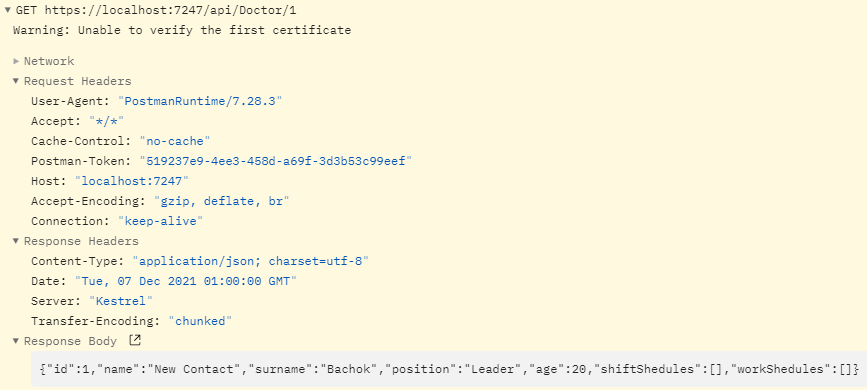 GET https://localhost:7247/api/Doctor/1
Warning: Unable to verify the first certificate
Network
Request Headers
User-Agent: "PostmanRuntime/7.28.3"
Accept: "*/*"
Cache-Control: "no-cache"
Postman-Token: "519237e9-4ee3-458d-a69f-3d3b53c99eef"
Host: "localhost:7247"
Accept-Encoding: "gzip, deflate, br"
Connection: "keep-alive"
Response Headers
Content-Type: "application/json; charset=utf-8"
Date: "Tue, 07 Dec 2021 01:00:00 GMT"
Server: "Kestrel"
Transfer-Encoding: "chunked"
Response Body
{"id":1,"name":"New Contact","surname":"Bachok","position":"Leader","age":20,"shiftShedules":[],"workShedules":[]}